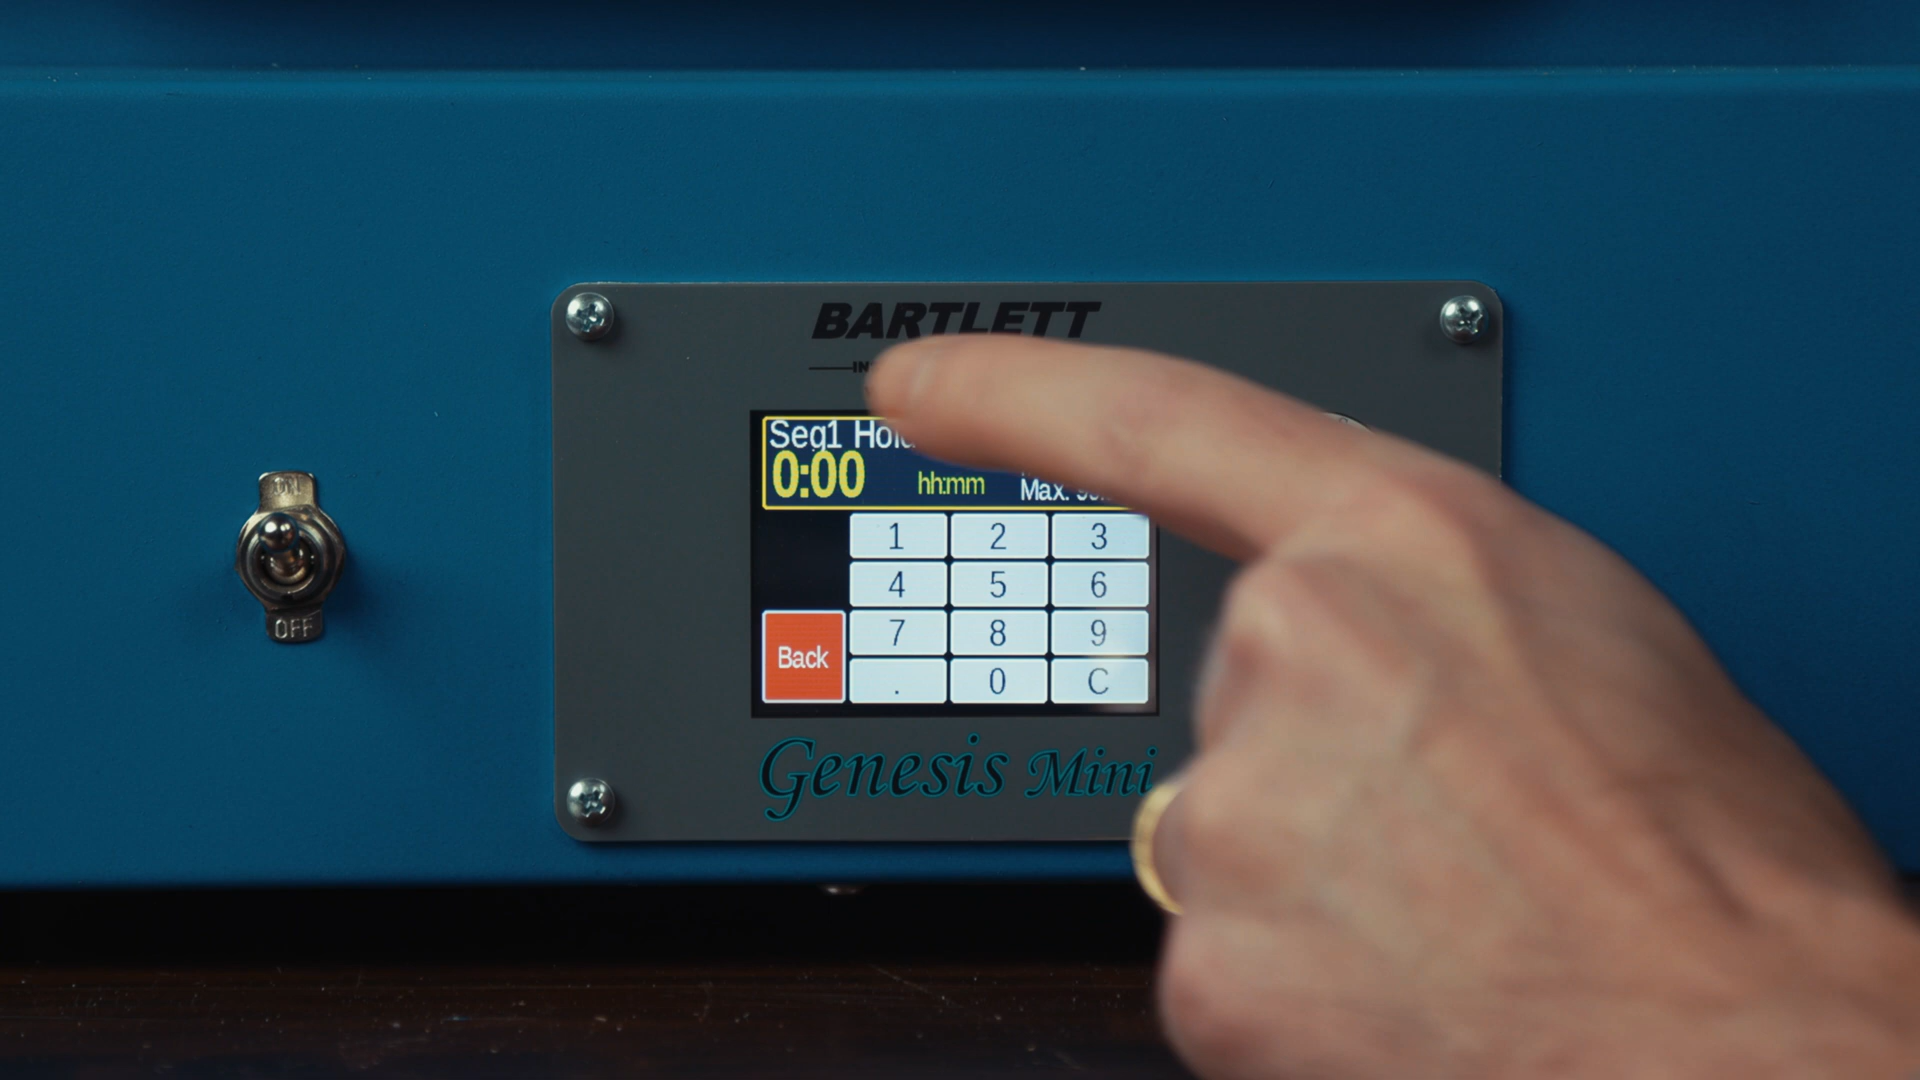 BARTLETT
Seg1 Hold
0:00
hh:mm
Max.
1 2 3
4 5 6
7 8 9
Back
. 0 C
Genesis Mini
ON
OFF